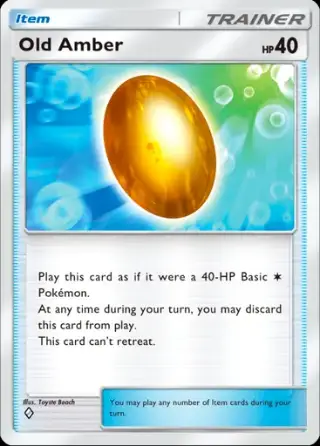 Item
TRAINER
Old Amber
HP40
Play this card as if it were a 40-HP Basic
Pokémon.
At any time during your turn, you may discard
this card from play.
This card can't retreat.
Illus. Toyste Beach
You may play any number of Item cards during your
turn.